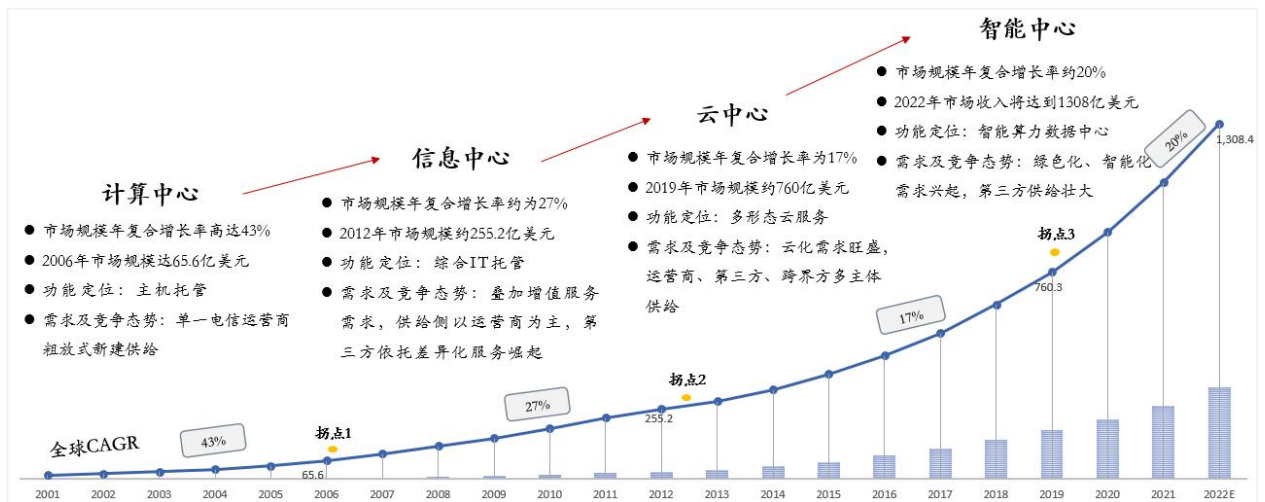 智能中心
● 市场规模年复合增长率约20%
● 2022年市场收入将达到1308亿美元
● 功能定位：智能算力数据中心
● 需求及竞争态势：绿色化、智能化
需求兴起，第三方供给壮大
云中心
● 市场规模年复合增长率为17%
● 2019年市场规模约760亿美元
● 功能定位：多形态云服务
● 需求及竞争态势：云化需求旺盛，
运营商、第三方、跨界方多主体
供给
信息中心
● 市场规模年复合增长率约为27%
● 2012年市场规模约255.2亿美元
● 功能定位：综合IT托管
● 需求及竞争态势：叠加增值服务
需求，供给侧以运营商为主，第
三方依托差异化服务崛起
计算中心
● 市场规模年复合增长率高达43%
● 2006年市场规模达65.6亿美元
● 功能定位：主机托管
● 需求及竞争态势：单一电信运营商
粗放式新建供给
全球CAGR
43%
拐点1
65.6
27%
拐点2
255.2
17%
拐点3
760.3
20%
1,308.4
2001 2002 2003 2004 2005 2006 2007 2008 2009 2010 2011 2012 2013 2014 2015 2016 2017 2018 2019 2020 2021 2022E